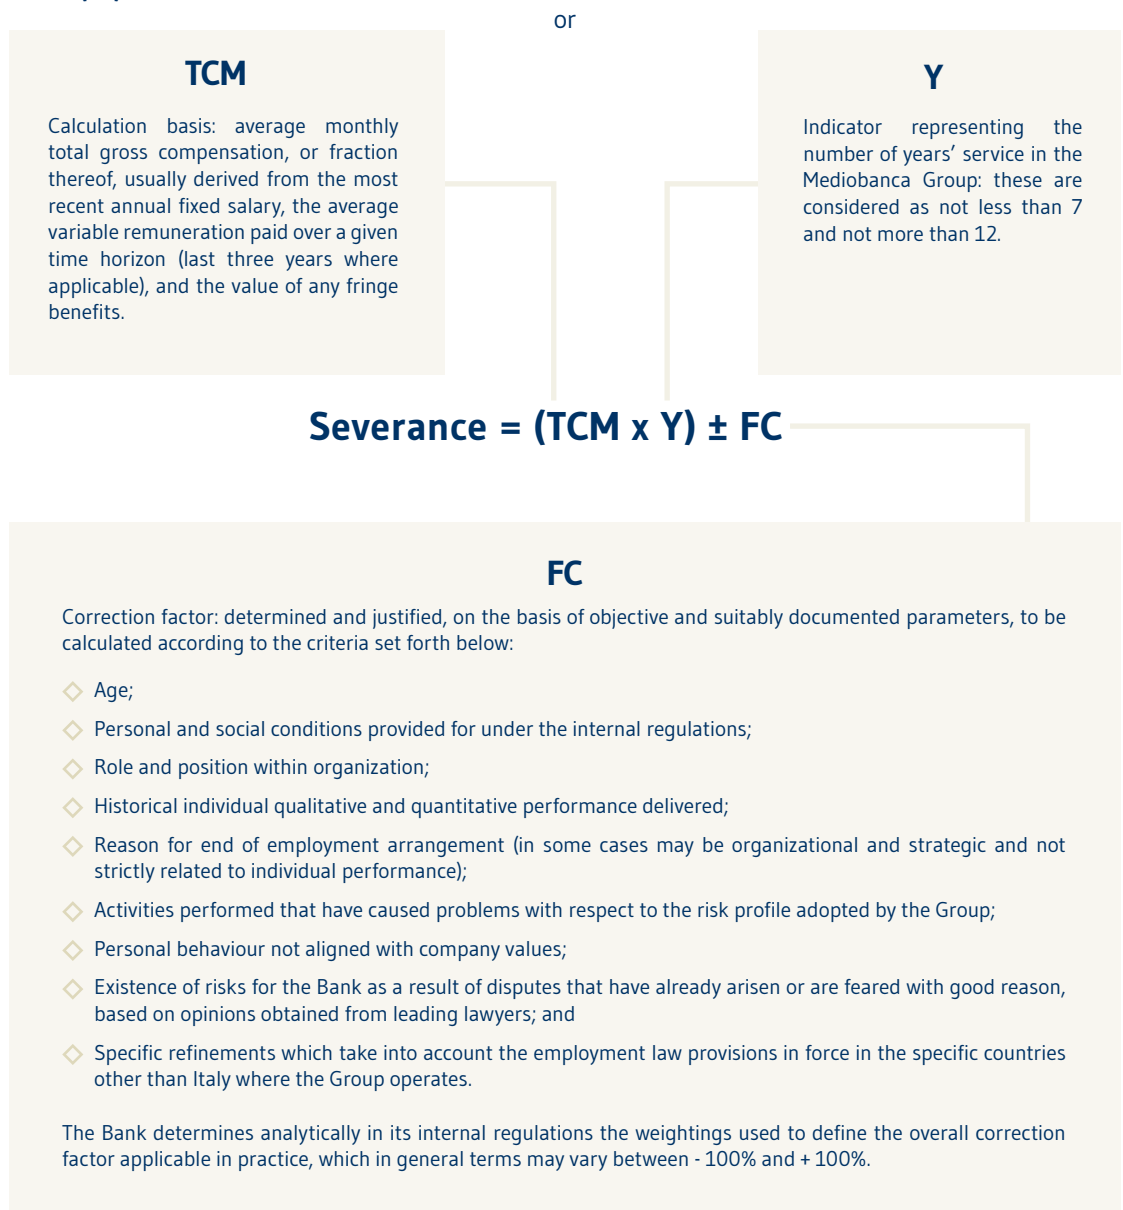 or
TCM
Calculation basis: average monthly
total gross compensation, or fraction
thereof, usually derived from the most
recent annual fixed salary, the average
variable remuneration paid over a given
time horizon (last three years where
applicable), and the value of any fringe
benefits.
Y
Indicator representing the
number of years’ service in the
Mediobanca Group: these are
considered as not less than 7
and not more than 12.
Severance = (TCM x Y) ± FC
FC
Correction factor: determined and justified, on the basis of objective and suitably documented parameters, to be
calculated according to the criteria set forth below:
Age;
Personal and social conditions provided for under the internal regulations;
Role and position within organization;
Historical individual qualitative and quantitative performance delivered;
Reason for end of employment arrangement (in some cases may be organizational and strategic and not
strictly related to individual performance);
Activities performed that have caused problems with respect to the risk profile adopted by the Group;
Personal behaviour not aligned with company values;
Existence of risks for the Bank as a result of disputes that have already arisen or are feared with good reason,
based on opinions obtained from leading lawyers; and
Specific refinements which take into account the employment law provisions in force in the specific countries
other than Italy where the Group operates.
The Bank determines analytically in its internal regulations the weightings used to define the overall correction
factor applicable in practice, which in general terms may vary between - 100% and + 100%.